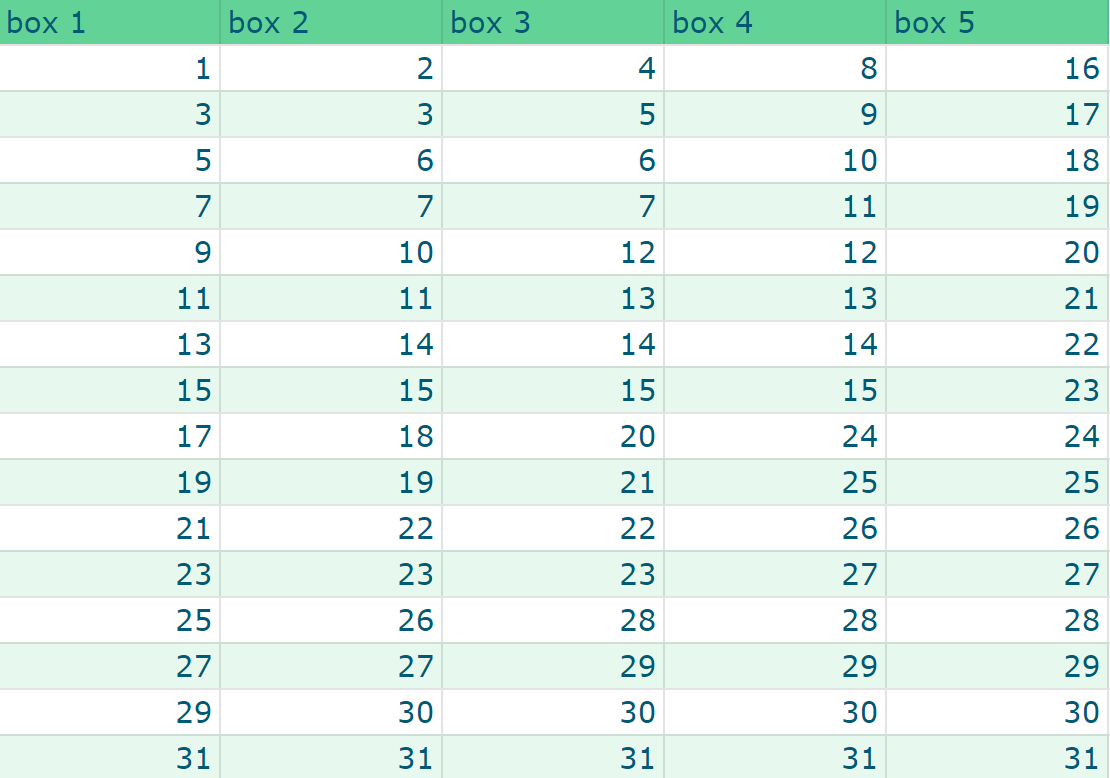 box 1 box 2 box 3 box 4 box 5
1 2 4 8 16
3 3 5 9 17
5 6 6 10 18
7 7 7 11 19
9 10 12 12 20
11 11 13 13 21
13 14 14 14 22
15 15 15 15 23
17 18 20 24 24
19 19 21 25 25
21 22 22 26 26
23 23 23 27 27
25 26 28 28 28
27 27 29 29 29
29 30 30 30 30
31 31 31 31 31